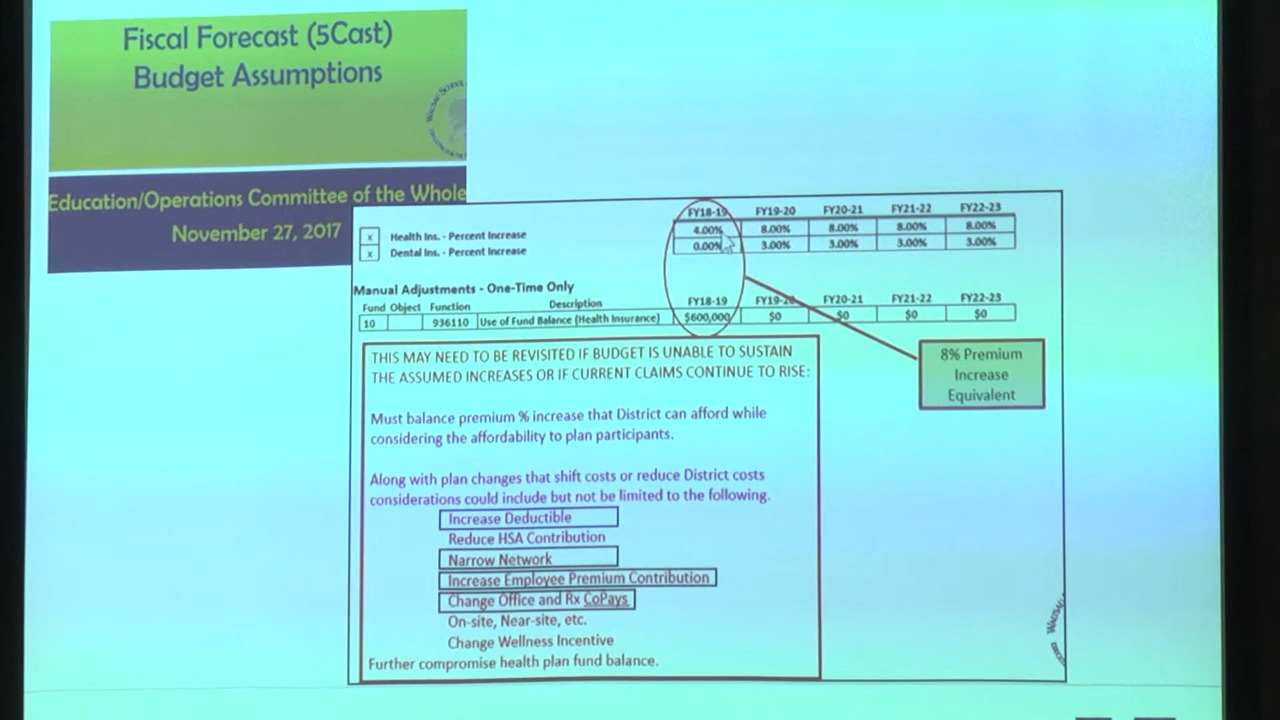 Fiscal Forecast (5Cast)
Budget Assumptions
Education/Operations Committee of the Whole
November 27, 2017
FY18-19 FY19-20 FY20-21 FY21-22 FY22-23
x Health Ins. - Percent Increase 4.00% 8.00% 8.00% 8.00% 8.00%
x Dental Ins. - Percent Increase 0.00% 3.00% 3.00% 3.00% 3.00%
Manual Adjustments - One-Time Only
Fund Object Function Description FY18-19 FY19-20 FY20-21 FY21-22 FY22-23
10 936110 Use of Fund Balance (Health Insurance) $600,000 $0 $0 $0 $0
8% Premium
Increase
Equivalent
THIS MAY NEED TO BE REVISITED IF BUDGET IS UNABLE TO SUSTAIN
THE ASSUMED INCREASES OR IF CURRENT CLAIMS CONTINUE TO RISE:
Must balance premium % increase that District can afford while
considering the affordability to plan participants.
Along with plan changes that shift costs or reduce District costs
considerations could include but not be limited to the following.
Increase Deductible
Reduce HSA Contribution
Narrow Network
Increase Employee Premium Contribution
Change Office and Rx CoPays
On-site, Near-site, etc.
Change Wellness Incentive
Further compromise health plan fund balance.